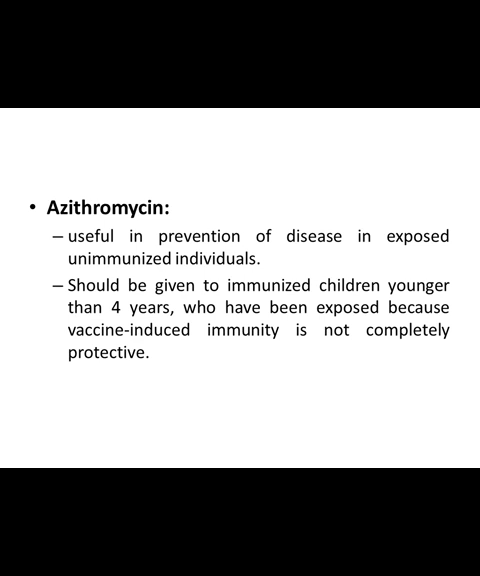 • Azithromycin:
– useful in prevention of disease in exposed
unimmunized individuals.
– Should be given to immunized children younger
than 4 years, who have been exposed because
vaccine-induced immunity is not completely
protective.